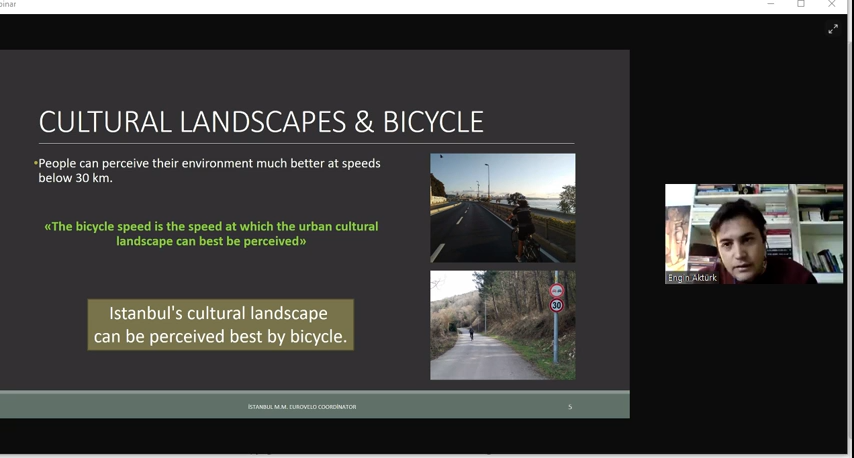 CULTURAL LANDSCAPES & BICYCLE
•People can perceive their environment much better at speeds
below 30 km.
«The bicycle speed is the speed at which the urban cultural
landscape can best be perceived»
Istanbul's cultural landscape
can be perceived best by bicycle.
30
İSTANBUL M.M. EUROVELO COORDİNATOR
5
Engin Aktürk